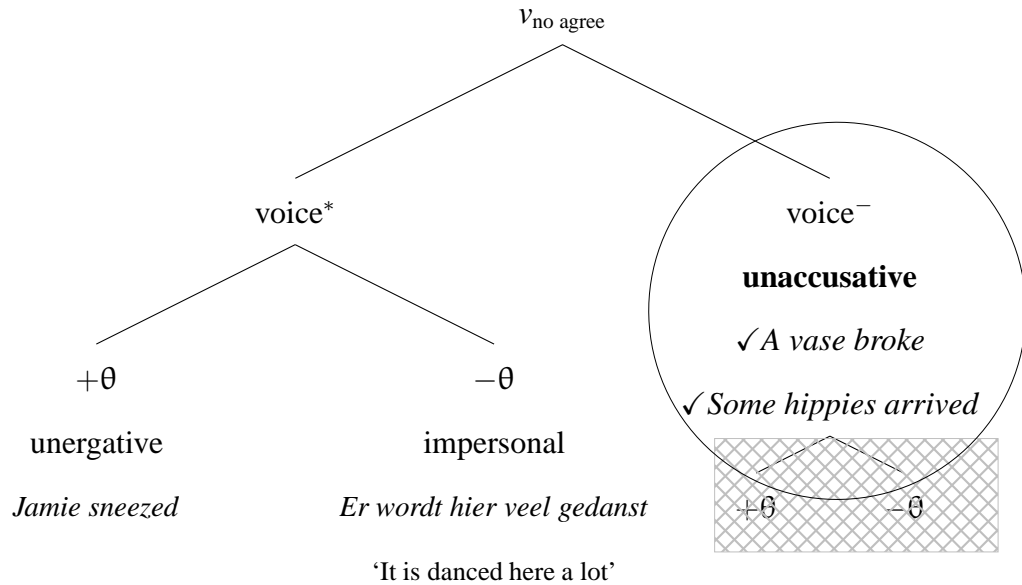 v no agree
voice* voice−
unaccusative
✓A vase broke
+θ −θ ✓Some hippies arrived
unergative impersonal
Jamie sneezed Er wordt hier veel gedanst +θ −θ
‘It is danced here a lot’